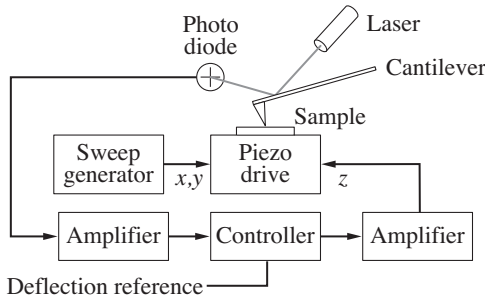 Photo
diode
Laser
Cantilever
Sample
Sweep
generator
x,y
Piezo
drive
z
Amplifier
Controller
Amplifier
Deflection reference